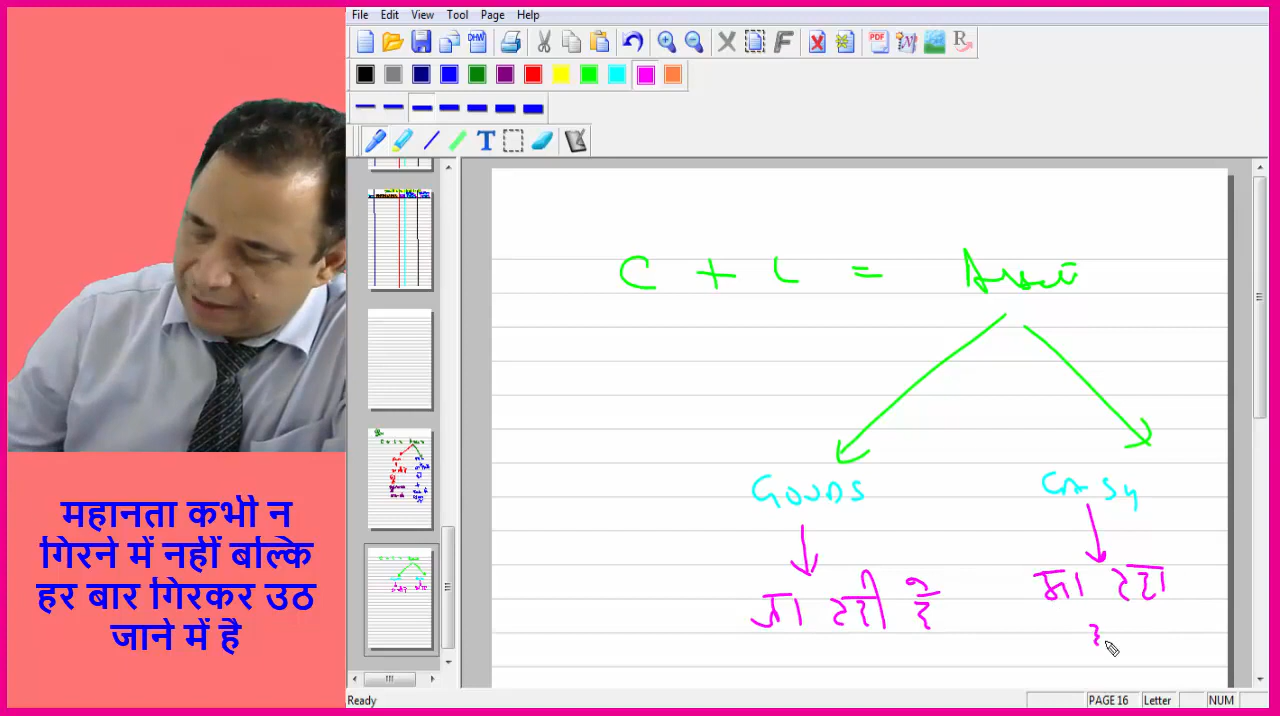 File Edit View Tool Page Help
महानता कभी न
गिरने में नहीं बल्कि
हर बार गिरकर उठ
जाने में है
C + L = Asset
GOODS
CASH
जा रही है
आ रहा
Ready
PAGE 16 Letter NUM